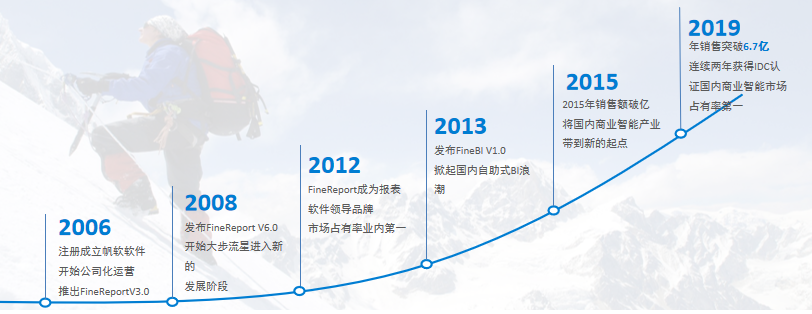 2006
注册成立帆软软件
开始公司化运营
推出FineReportV3.0
2008
发布FineReport V6.0
开始大步流星进入新
的
发展阶段
2012
FineReport成为报表
软件领导品牌
市场占有率业内第一
2013
发布FineBI V1.0
掀起国内自助式BI浪
潮
2015
2015年销售额破亿
将国内商业智能产业
带到新的起点
2019
年销售突破6.7亿
连续两年获得IDC认
证国内商业智能市场
占有率第一